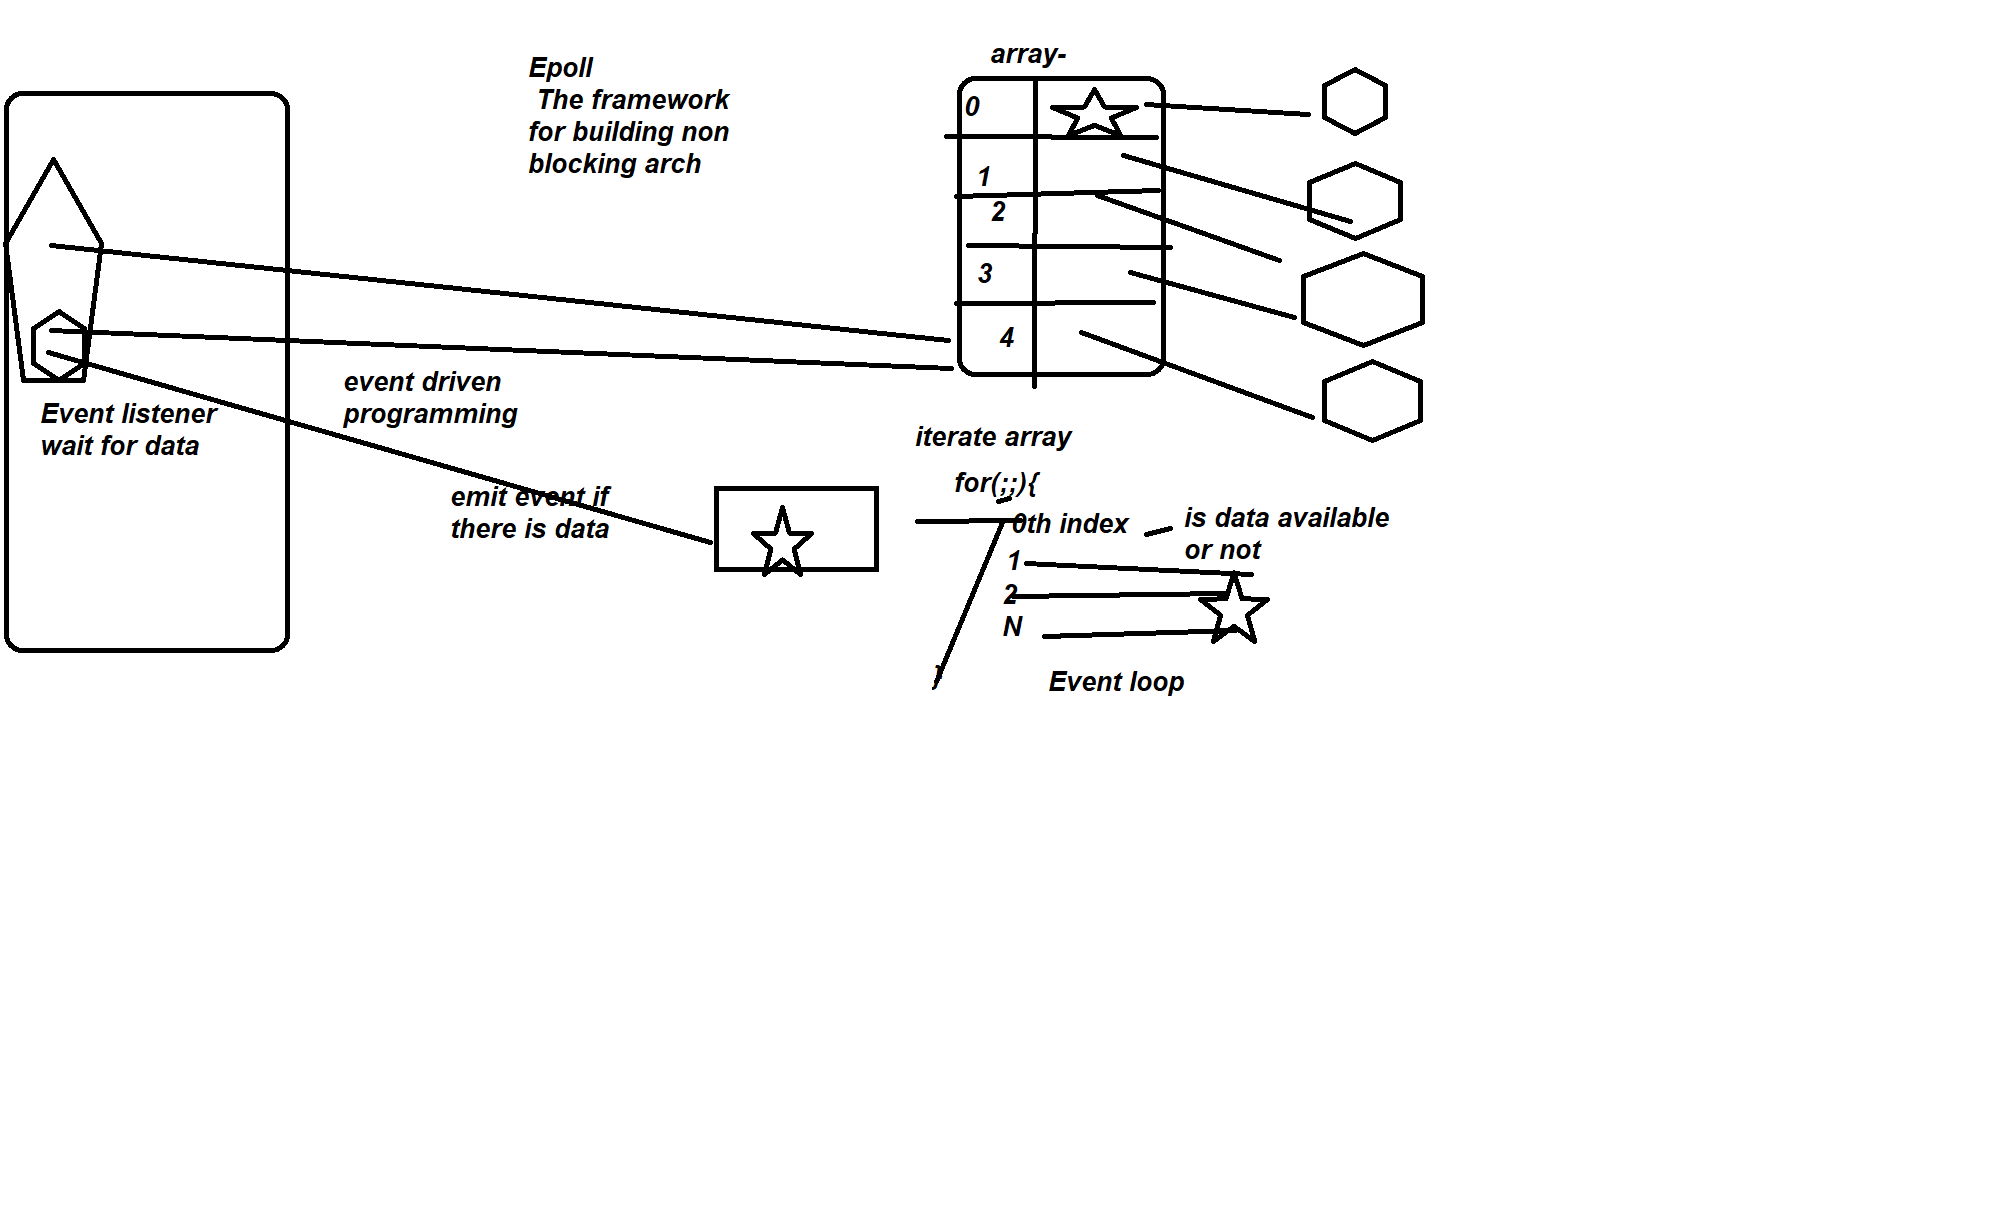 Epoll
The framework
for building non
blocking arch
array-
0
1
2
3
4
Event listener
wait for data
event driven
programming
emit event if
there is data
iterate array
for(;;){
0th index
is data available
or not
1
2
N
}
Event loop